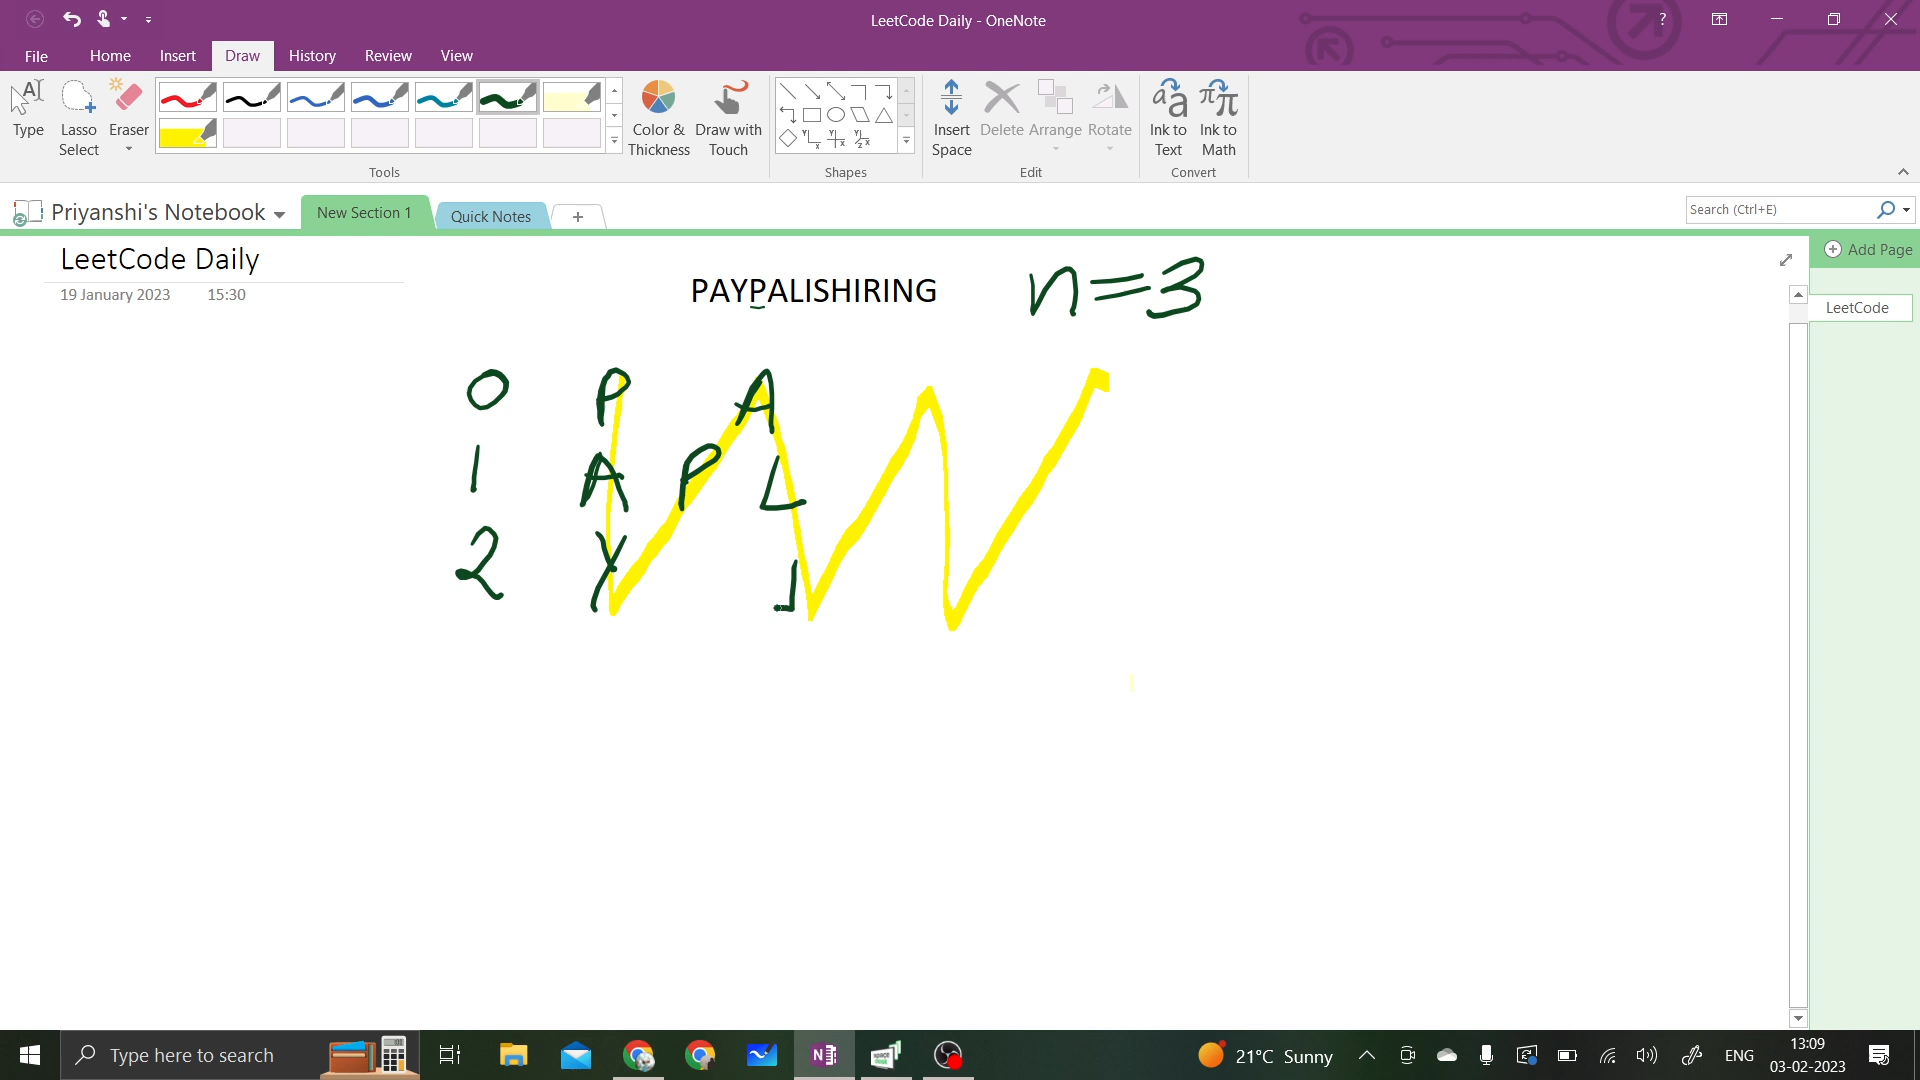 LeetCode Daily - OneNote
?
File Home Insert Draw History Review View
Type
Lasso Select
Eraser
Color & Thickness
Draw with Touch
Insert Space
Delete
Arrange
Rotate
Ink to Text
Ink to Math
Tools
Shapes
Edit
Convert
Priyanshi's Notebook
New Section 1
Quick Notes
+
Search (Ctrl+E)
Add Page
LeetCode
LeetCode Daily
19 January 2023 15:30
PAYPALISHIRING n=3
0 P A
1 A P L
2 Y
Type here to search
21°C Sunny
ENG
13:09
03-02-2023